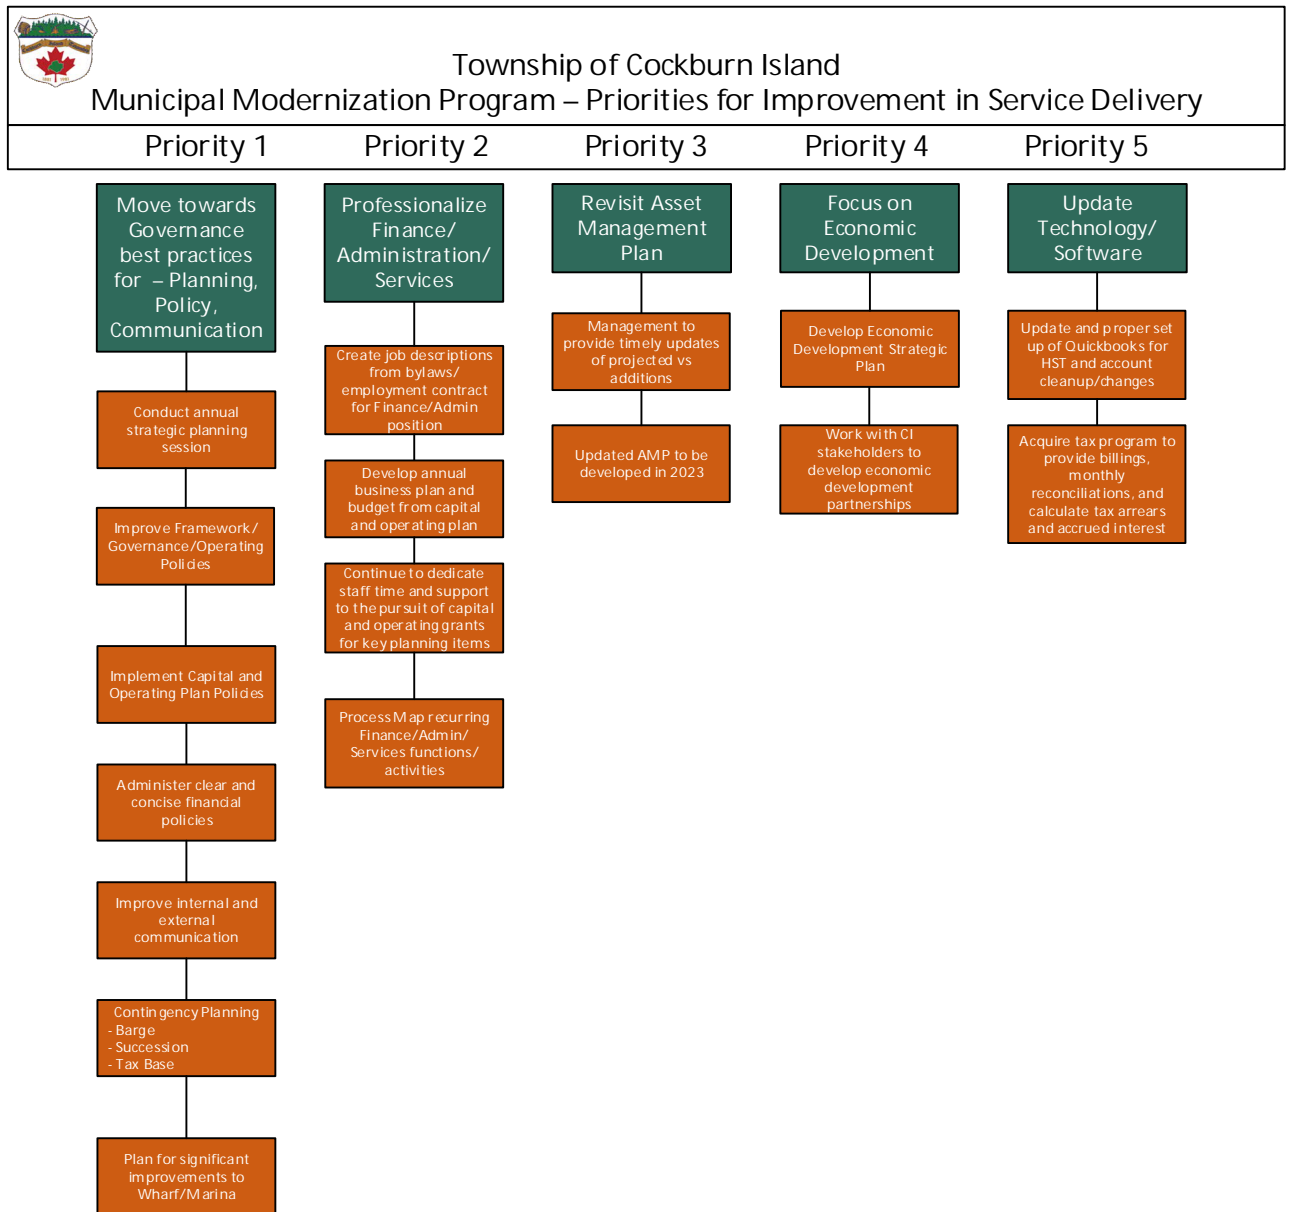 Township of Cockburn Island
Municipal Modernization Program – Priorities for Improvement in Service Delivery
Priority 1
Priority 2
Priority 3
Priority 4
Priority 5
Move towards
Governance
best practices
for – Planning,
Policy,
Communication
Conduct annual
strategic planning
session
Improve Framework/
Governance/Operating
Policies
Implement Capital and
Operating Plan Policies
Administer clear and
concise financial
policies
Improve internal and
external
communication
Contingency Planning
- Barge
- Succession
- Tax Base
Plan for significant
improvements to
Wharf/Marina
Professionalize
Finance/
Administration/
Services
Create job descriptions
from bylaws/
employment contract
for Finance/Admin
position
Develop annual
business plan and
budget from capital
and operating plan
Continue to dedicate
staff time and support
to the pursuit of capital
and operating grants
for key planning items
Process Map recurring
Finance/Admin/
Services functions/
activities
Revisit Asset
Management
Plan
Management to
provide timely updates
of projected vs
additions
Updated AMP to be
developed in 2023
Focus on
Economic
Development
Develop Economic
Development Strategic
Plan
Work with CI
stakeholders to
develop economic
development
partnerships
Update
Technology/
Software
Update and proper set
up of Quickbooks for
HST and account
cleanup/changes
Acquire tax program to
provide billings,
monthly
reconciliations, and
calculate tax arrears
and accrued interest